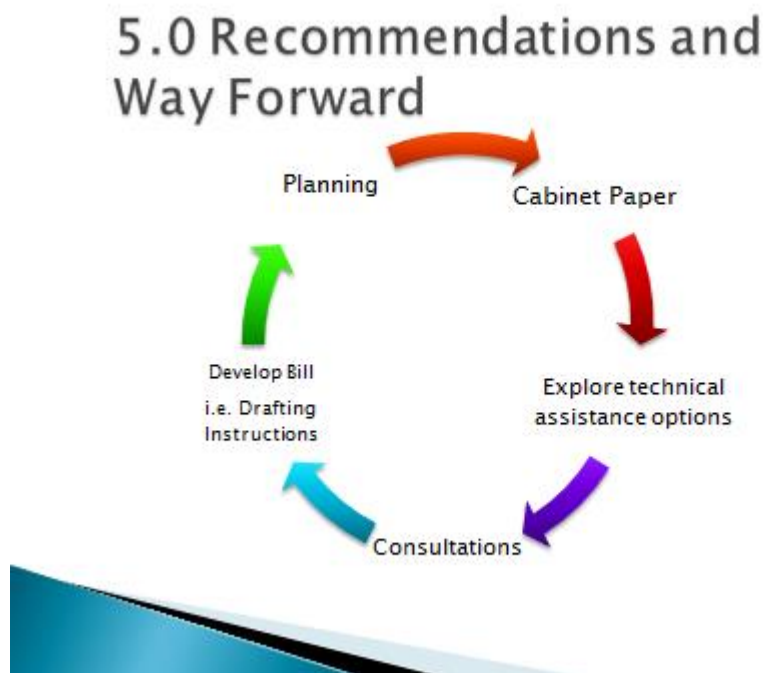 5.0 Recommendations and
Way Forward
Planning
Cabinet Paper
Explore technical
assistance options
Consultations
Develop Bill
i.e. Drafting
Instructions